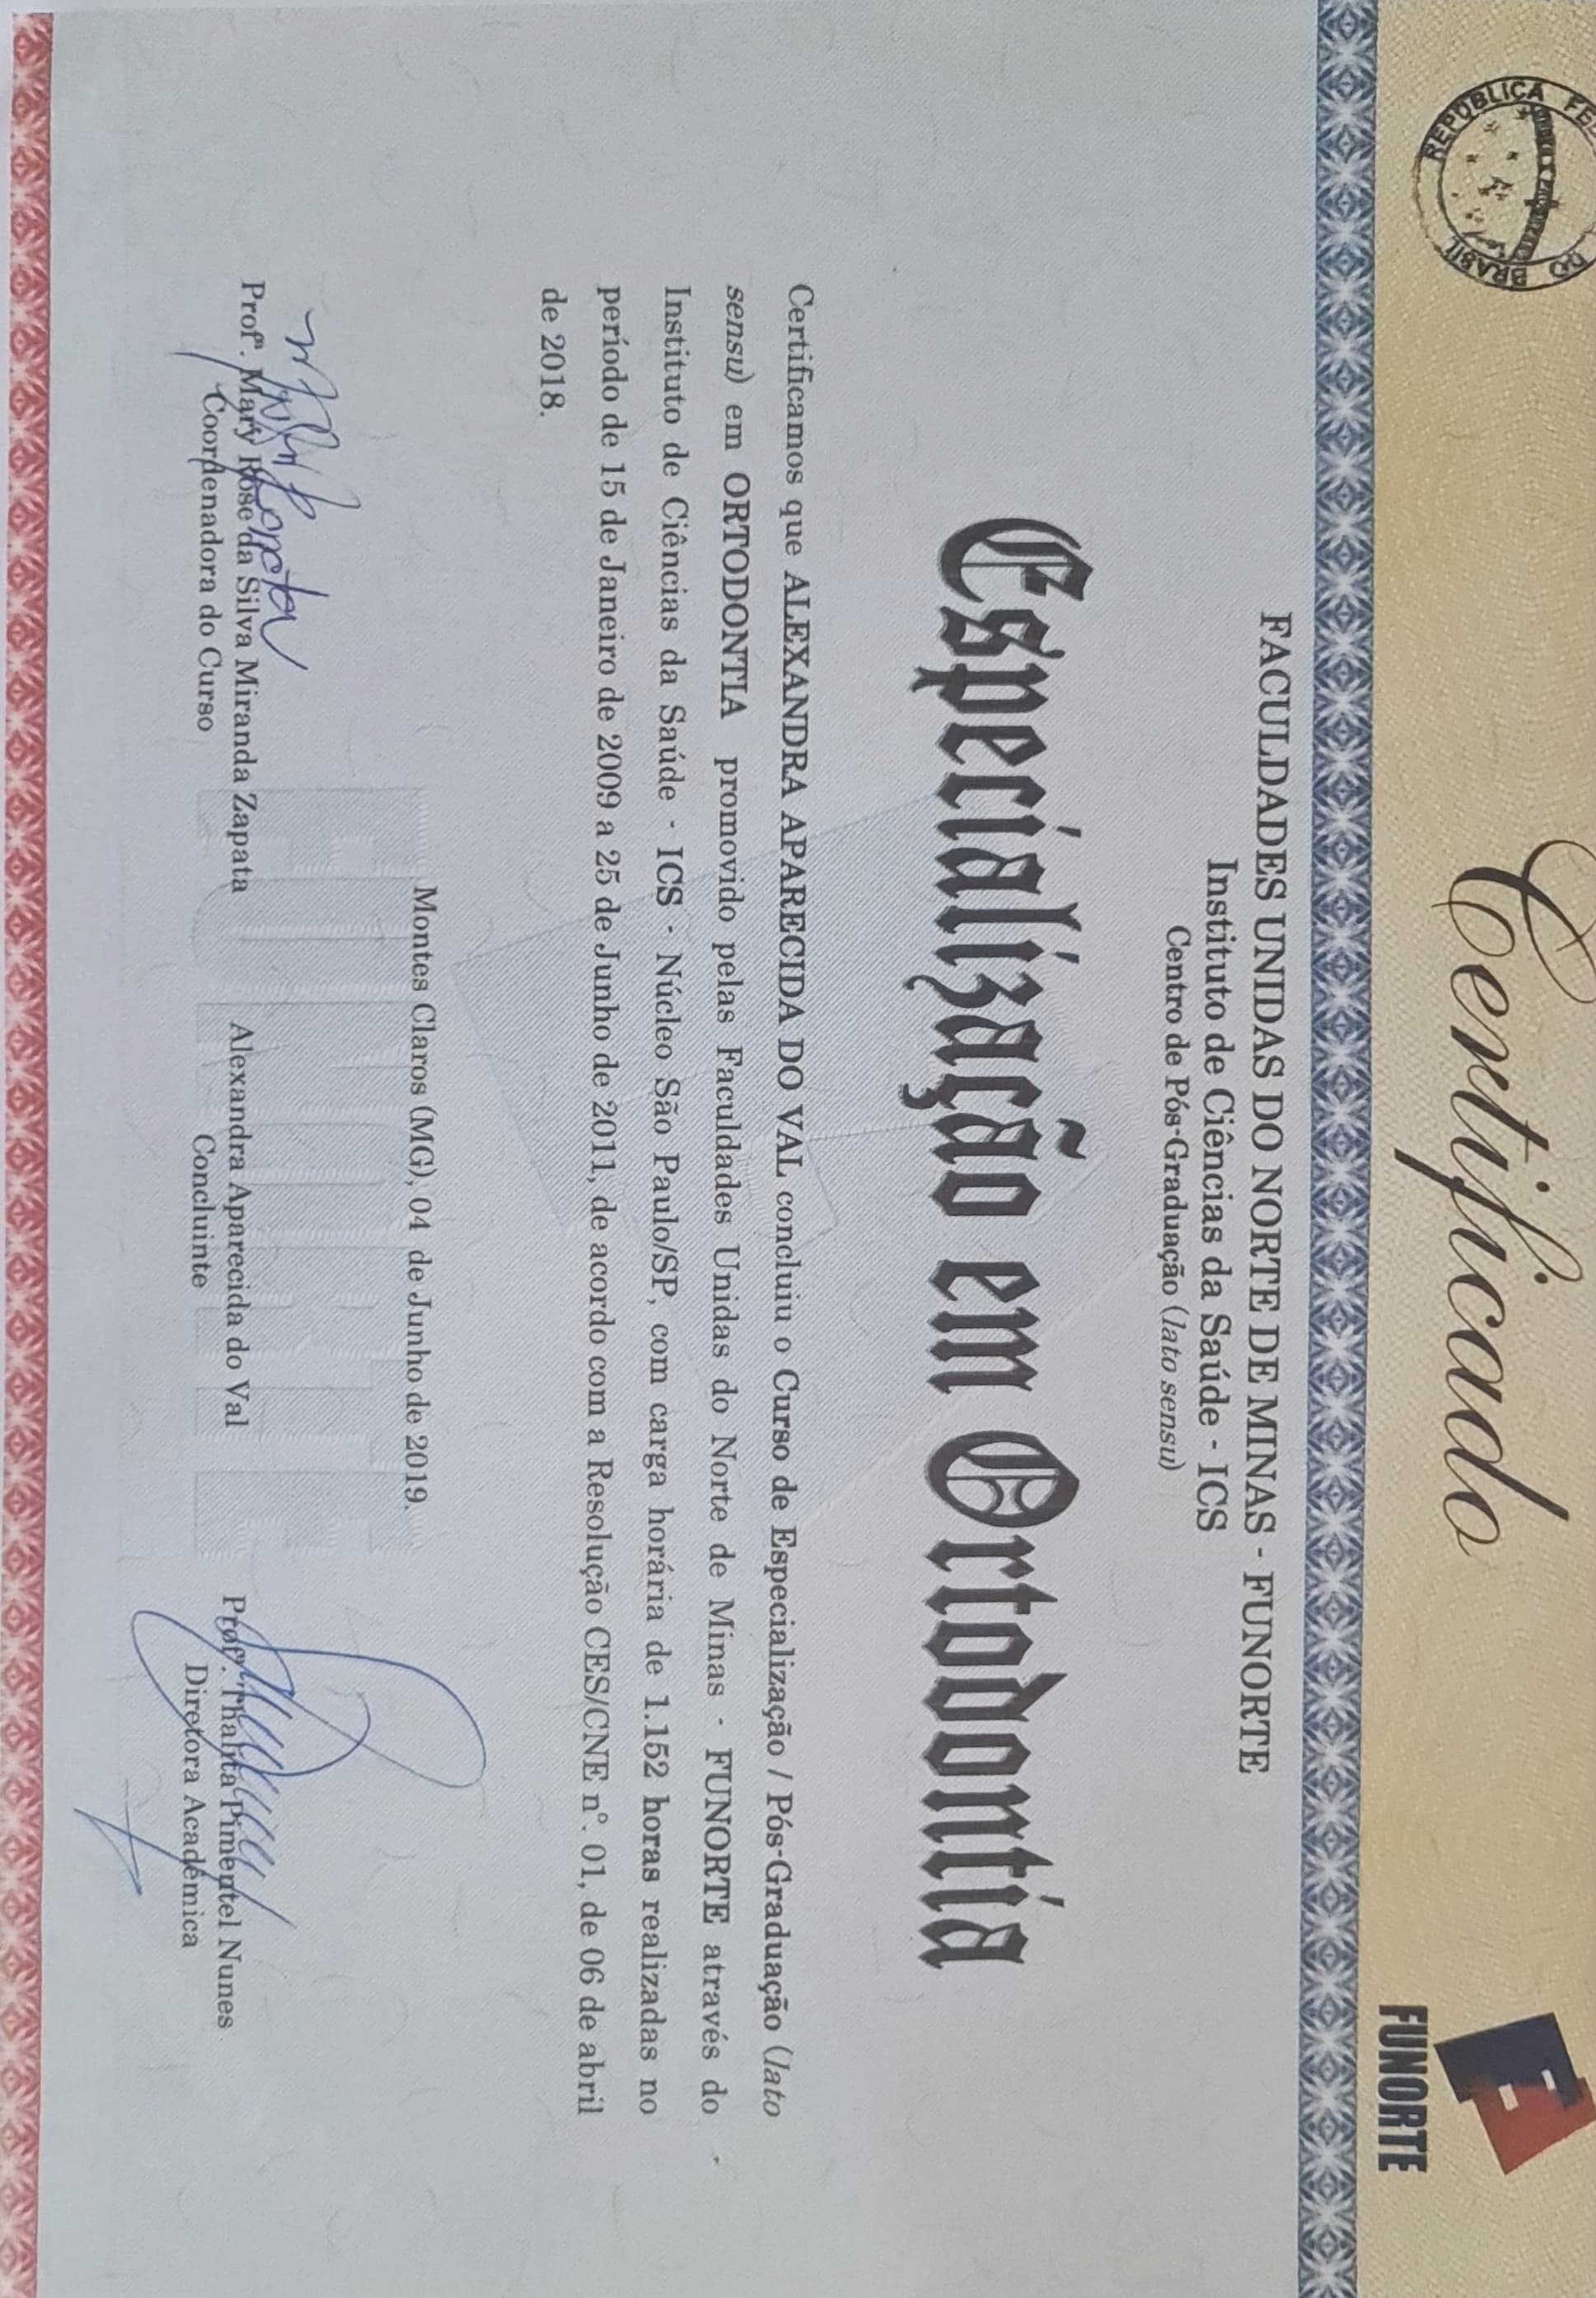 Certificado
REPÚBLICA FE
DO BRASIL
FUNORTE
FACULDADES UNIDAS DO NORTE DE MINAS - FUNORTE
Instituto de Ciências da Saúde - ICS
Centro de Pós-Graduação (lato sensu)
Especialização em Ortodontia
Certificamos que ALEXANDRA APARECIDA DO VAL concluiu o Curso de Especialização / Pós-Graduação (lato
sensu) em ORTODONTIA promovido pelas Faculdades Unidas do Norte de Minas - FUNORTE através do
Instituto de Ciências da Saúde - ICS - Núcleo São Paulo/SP, com carga horária de 1.152 horas realizadas no
período de 15 de Janeiro de 2009 a 25 de Junho de 2011, de acordo com a Resolução CES/CNE nº. 01, de 06 de abril
de 2018.
Montes Claros (MG), 04 de Junho de 2019.
Profª. Mary Rose da Silva Miranda Zapata
Coordenadora do Curso
Alexandra Aparecida do Val
Concluinte
Profª. Thalita Pimentel Nunes
Diretora Acadêmica
FUNORTE